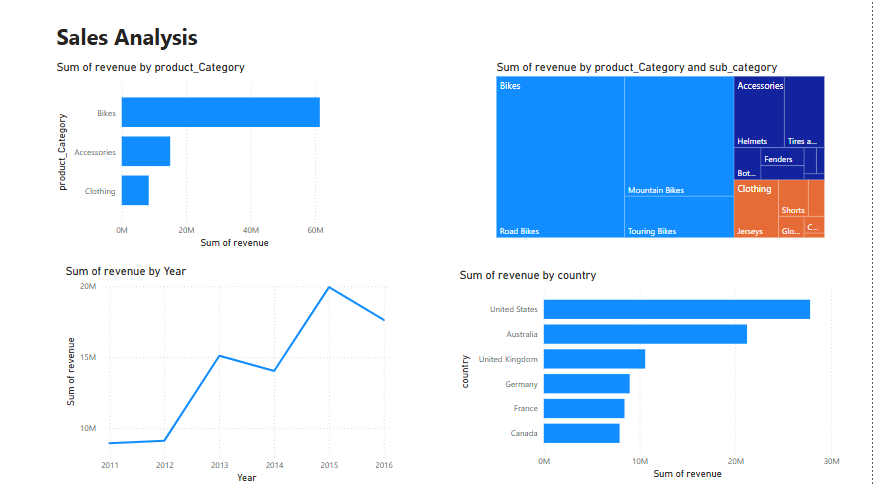 Sales Analysis
Sum of revenue by product_Category
product_Category
Bikes
Accessories
Clothing
0M 20M 40M 60M
Sum of revenue
Sum of revenue by product_Category and sub_category
Bikes
Road Bikes
Mountain Bikes
Touring Bikes
Accessories
Helmets
Tires a...
Bot...
Fenders
Clothing
Jerseys
Shorts
Glo...
C...
Sum of revenue by Year
Sum of revenue
20M
15M
10M
2011 2012 2013 2014 2015 2016
Year
Sum of revenue by country
country
United States
Australia
United Kingdom
Germany
France
Canada
0M 10M 20M 30M
Sum of revenue